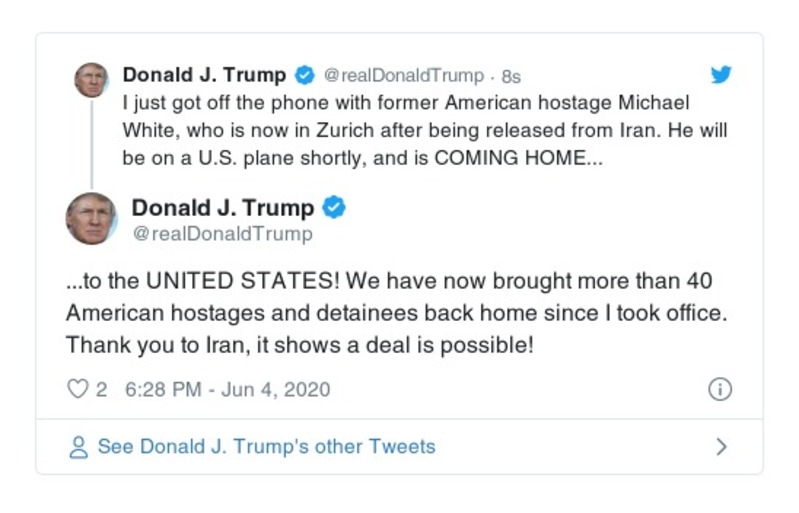 Donald J. Trump @realDonaldTrump · 8s
I just got off the phone with former American hostage Michael
White, who is now in Zurich after being released from Iran. He will
be on a U.S. plane shortly, and is COMING HOME...
Donald J. Trump
@realDonaldTrump
...to the UNITED STATES! We have now brought more than 40
American hostages and detainees back home since I took office.
Thank you to Iran, it shows a deal is possible!
2 6:28 PM - Jun 4, 2020
See Donald J. Trump's other Tweets